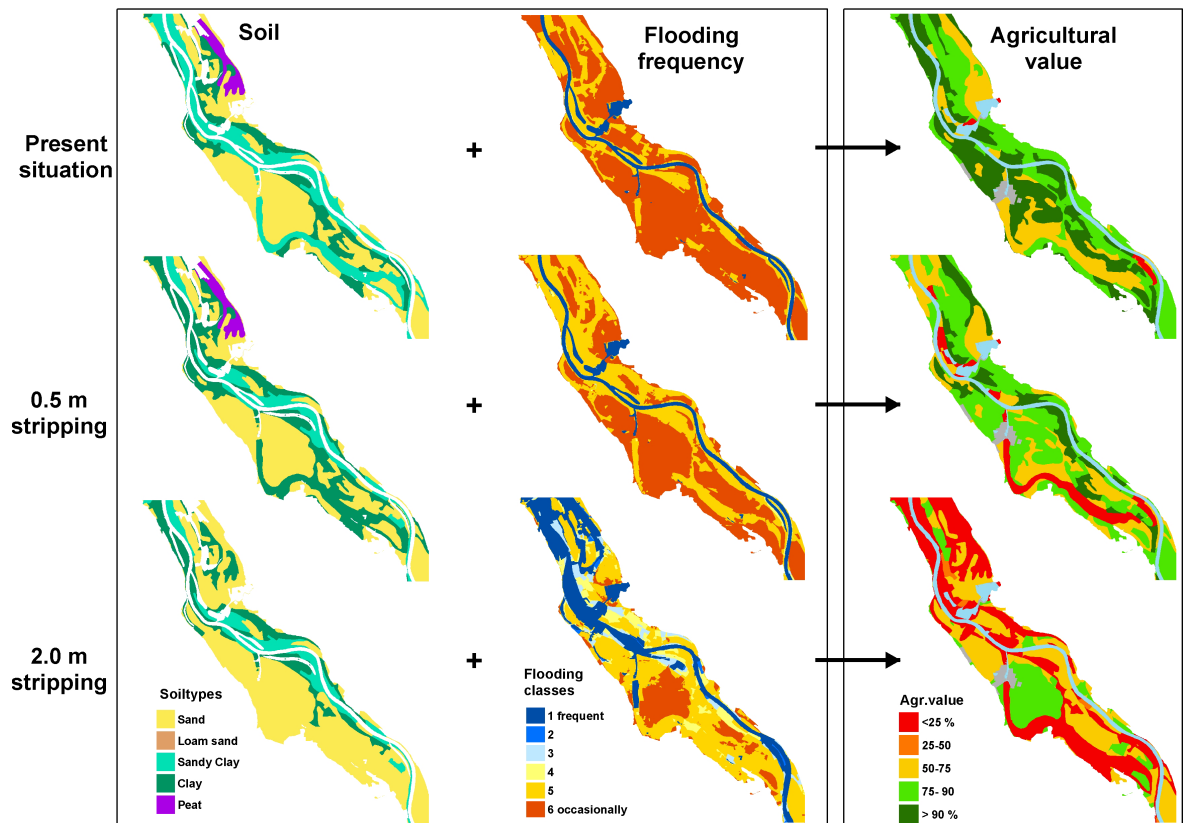 Soil
Flooding
frequency
Agricultural
value
Present
situation
+
0.5 m
stripping
+
2.0 m
stripping
+
Soiltypes
Sand
Loam sand
Sandy Clay
Clay
Peat
Flooding
classes
1 frequent
2
3
4
5
6 occasionally
Agr.value
<25 %
25-50
50-75
75- 90
> 90 %